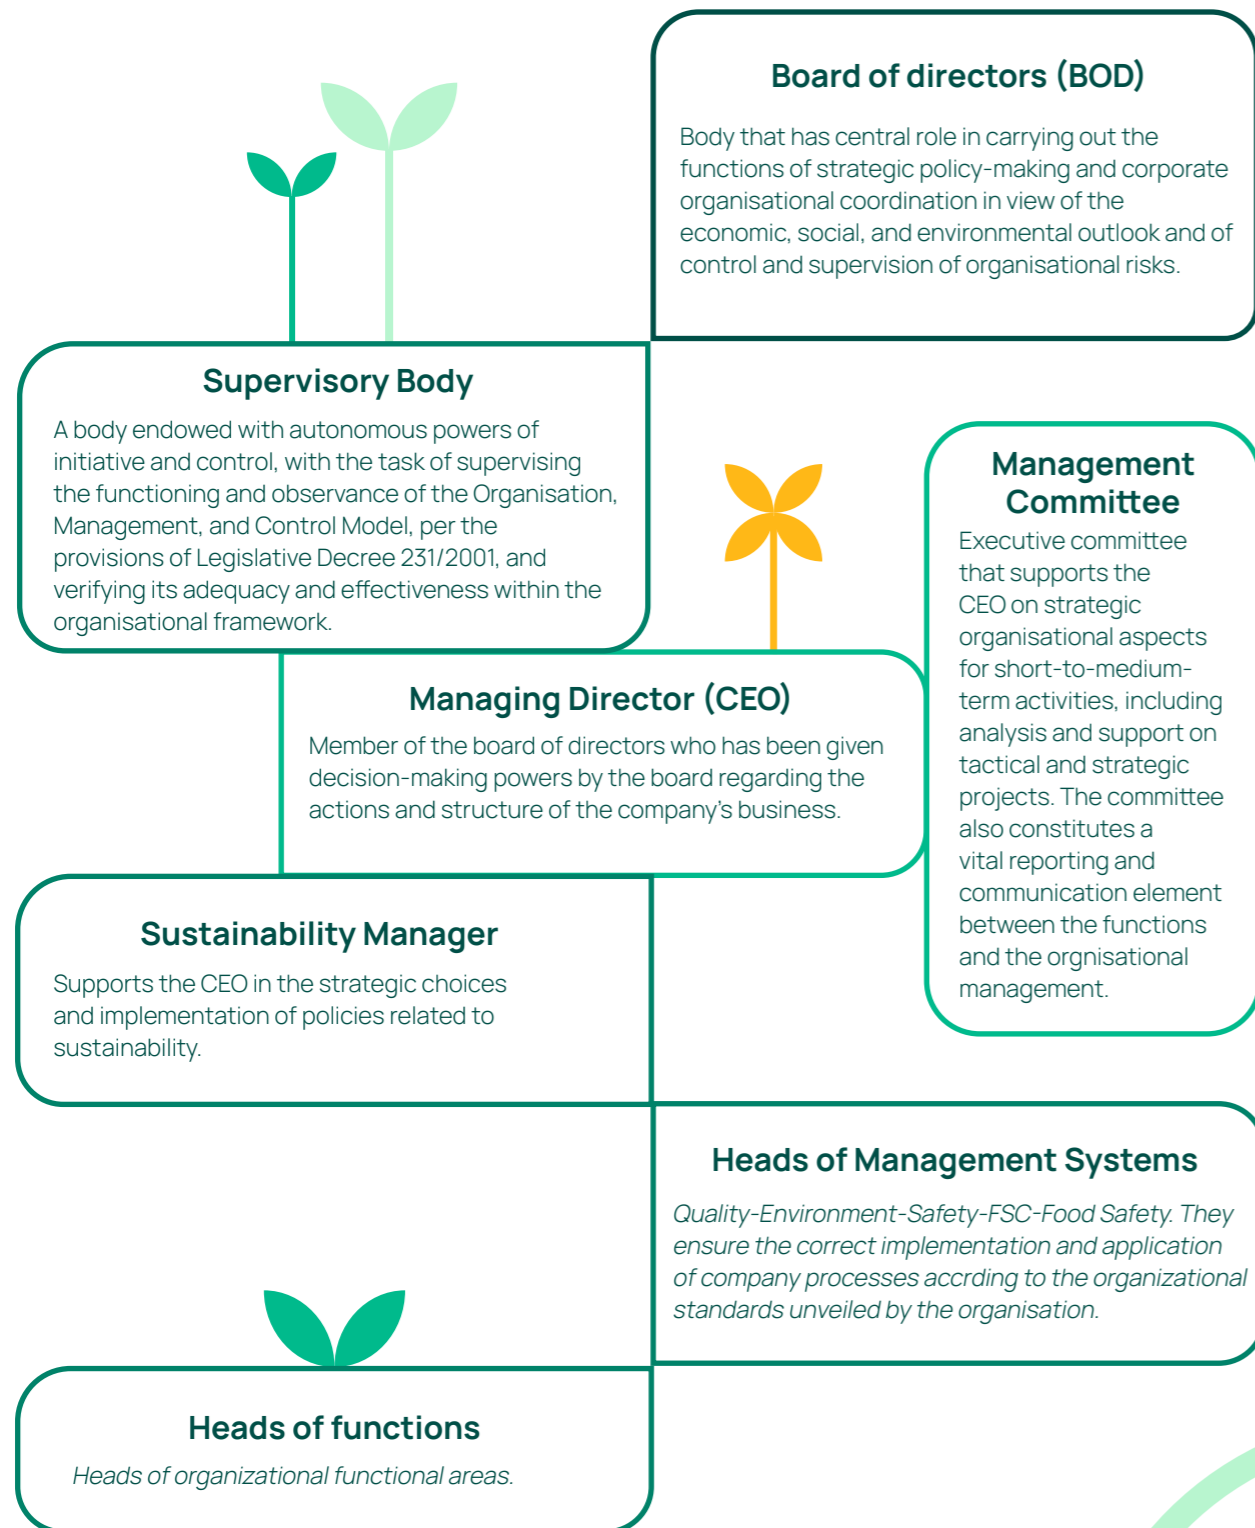 Board of directors (BOD)
Body that has central role in carrying out the
functions of strategic policy-making and corporate
organisational coordination in view of the
economic, social, and environmental outlook and of
control and supervision of organisational risks.
Supervisory Body
A body endowed with autonomous powers of
initiative and control, with the task of supervising
the functioning and observance of the Organisation,
Management, and Control Model, per the
provisions of Legislative Decree 231/2001, and
verifying its adequacy and effectiveness within the
organisational framework.
Management
Committee
Executive committee
that supports the
CEO on strategic
organisational aspects
for short-to-medium-
term activities, including
analysis and support on
tactical and strategic
projects. The committee
also constitutes a
vital reporting and
communication element
between the functions
and the orgnisational
management.
Managing Director (CEO)
Member of the board of directors who has been given
decision-making powers by the board regarding the
actions and structure of the company's business.
Sustainability Manager
Supports the CEO in the strategic choices
and implementation of policies related to
sustainability.
Heads of Management Systems
Quality-Environment-Safety-FSC-Food Safety. They
ensure the correct implementation and application
of company processes accrding to the organizational
standards unveiled by the organisation.
Heads of functions
Heads of organizational functional areas.